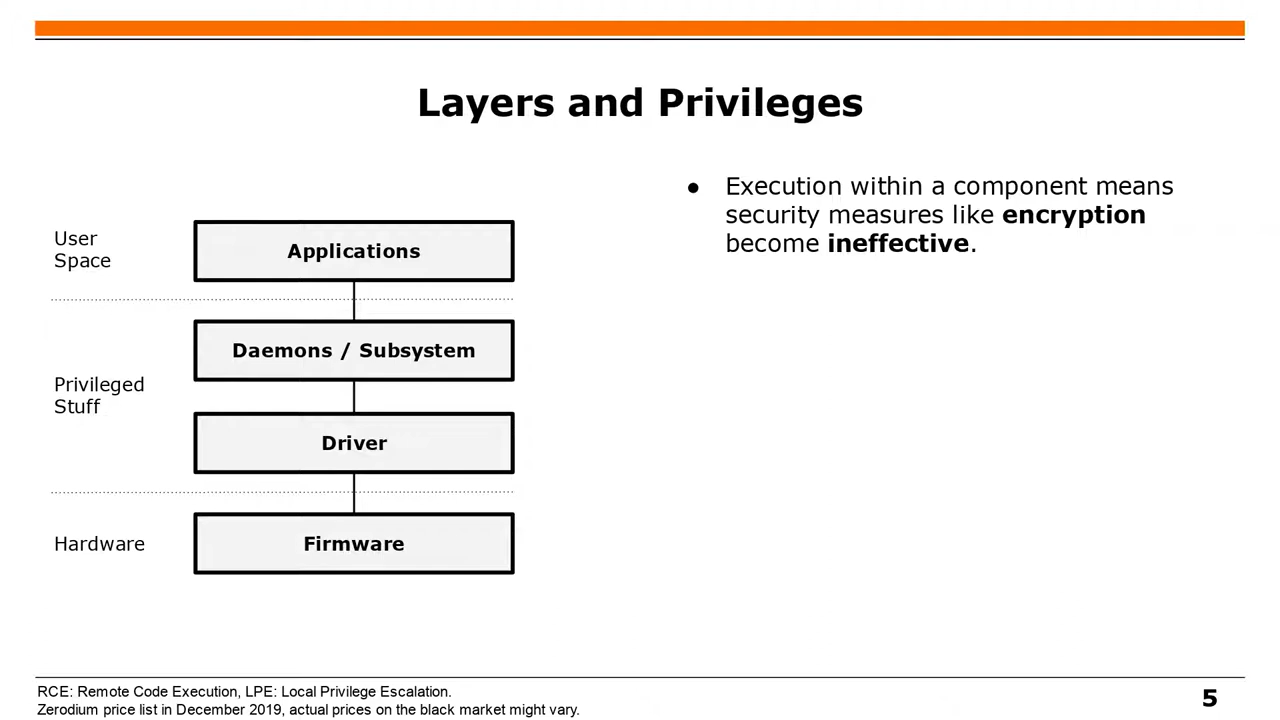 Layers and Privileges
User
Space
Applications
Daemons / Subsystem
Privileged
Stuff
Driver
Hardware
Firmware
● Execution within a component means
security measures like encryption
become ineffective.
RCE: Remote Code Execution, LPE: Local Privilege Escalation.
Zerodium price list in December 2019, actual prices on the black market might vary.
5